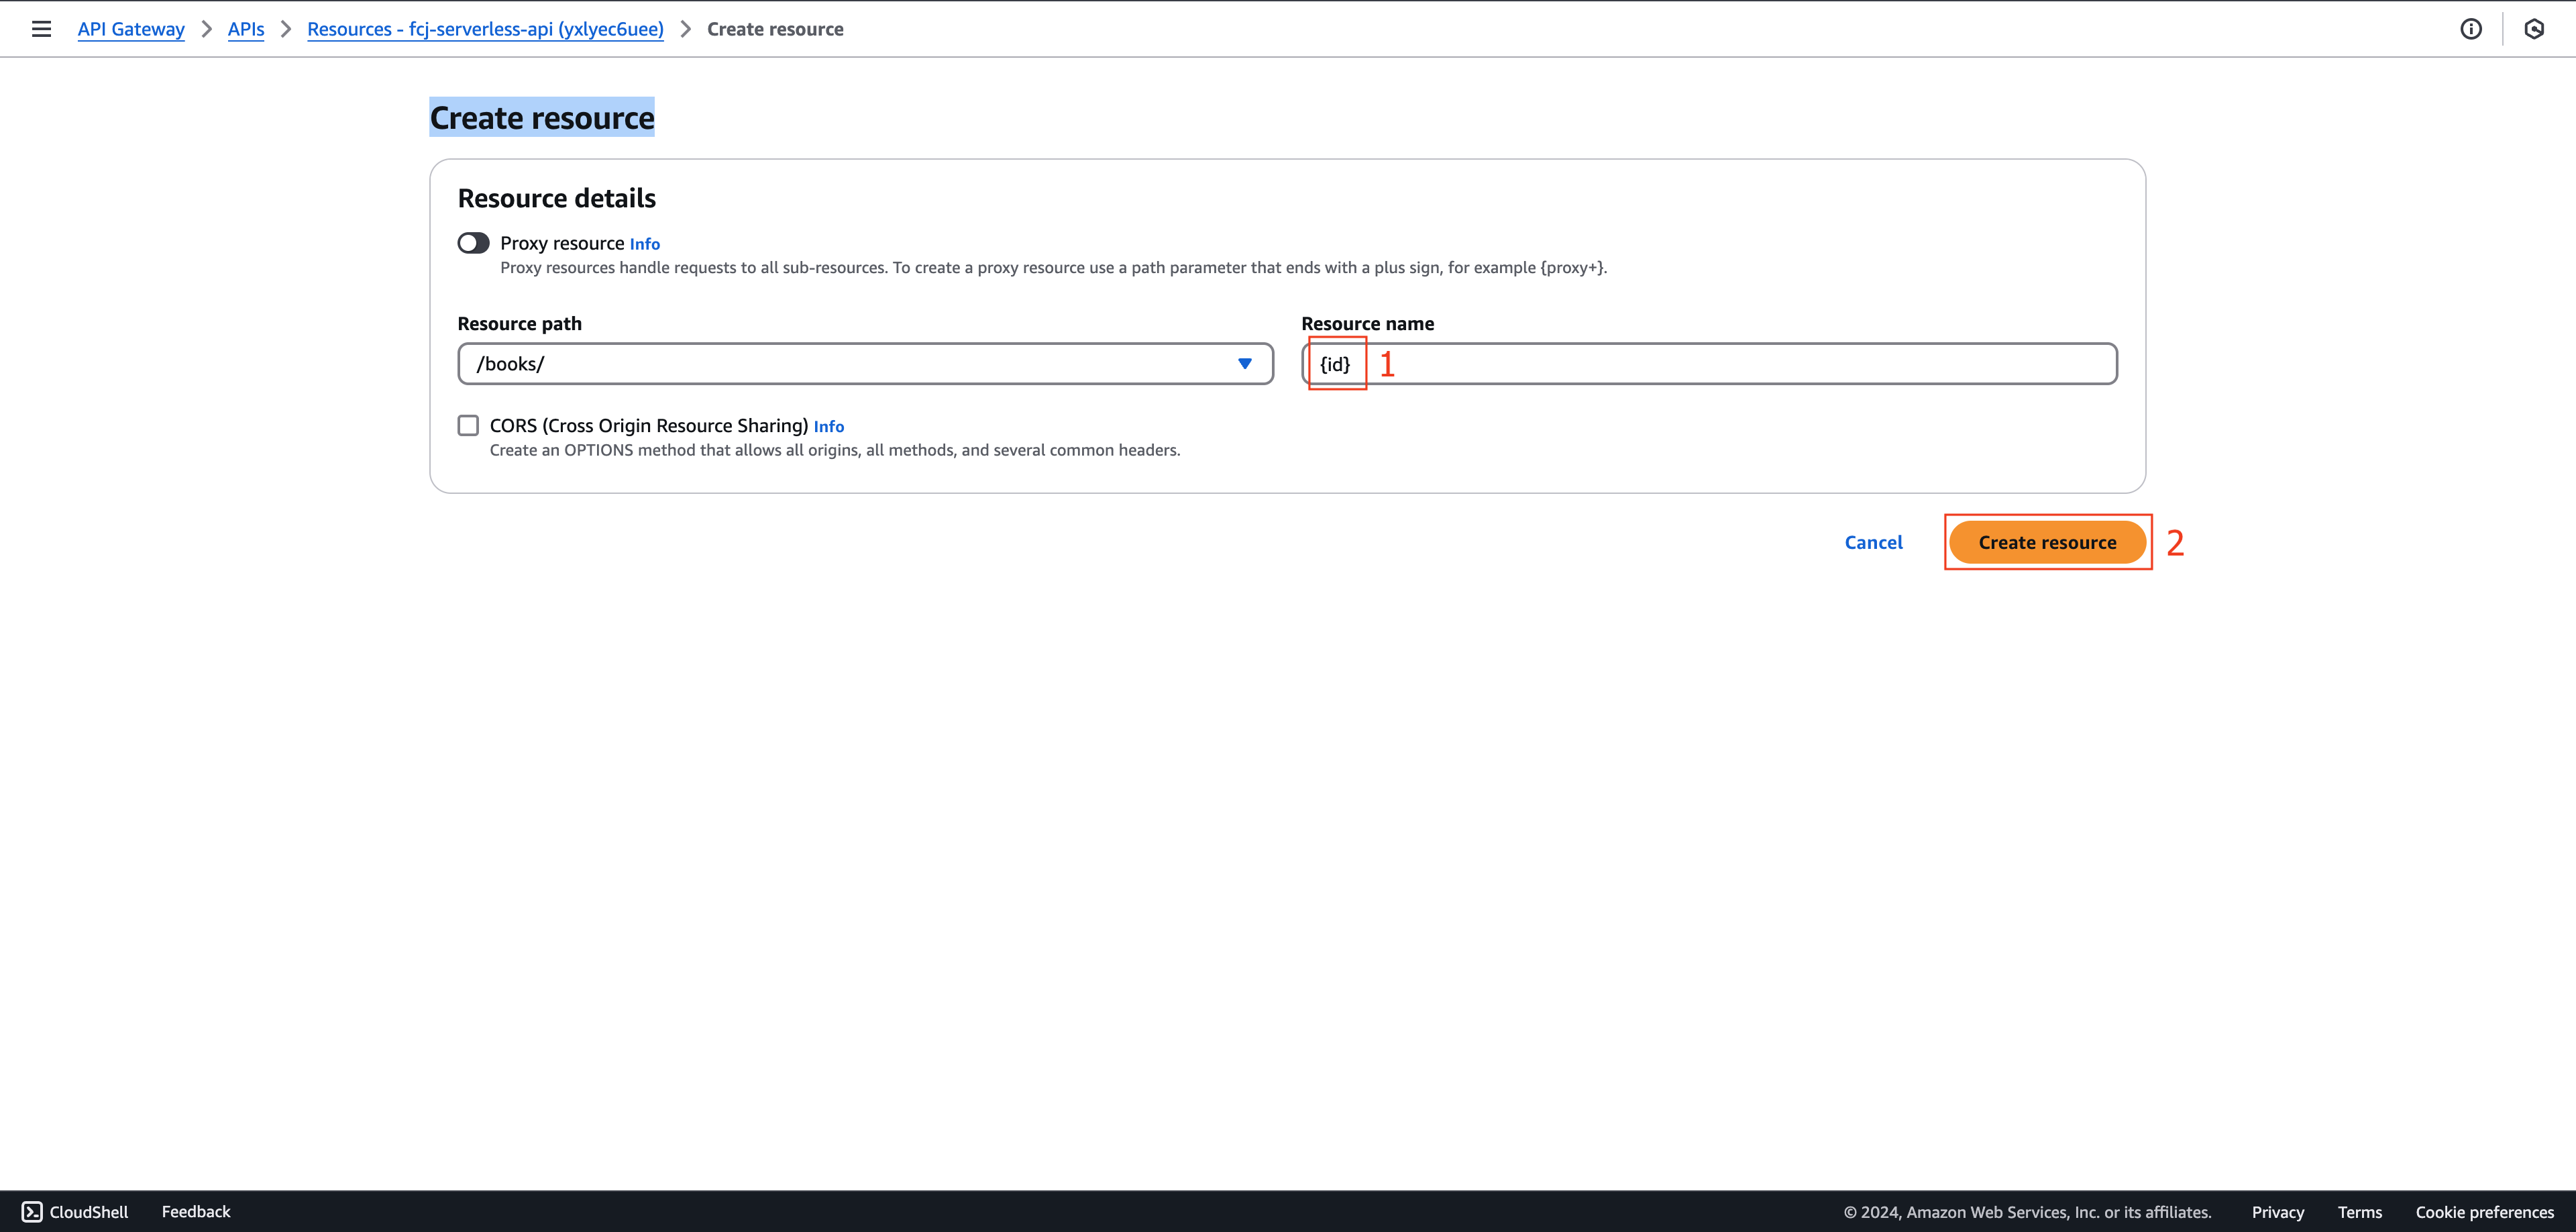 API Gateway > APIs > Resources - fcj-serverless-api (yxlyec6uee) > Create resource
Create resource
Resource details
Proxy resource Info
Proxy resources handle requests to all sub-resources. To create a proxy resource use a path parameter that ends with a plus sign, for example {proxy+}.
Resource path
/books/
Resource name
{id} 1
CORS (Cross Origin Resource Sharing) Info
Create an OPTIONS method that allows all origins, all methods, and several common headers.
Cancel Create resource 2
CloudShell Feedback © 2024, Amazon Web Services, Inc. or its affiliates. Privacy Terms Cookie preferences